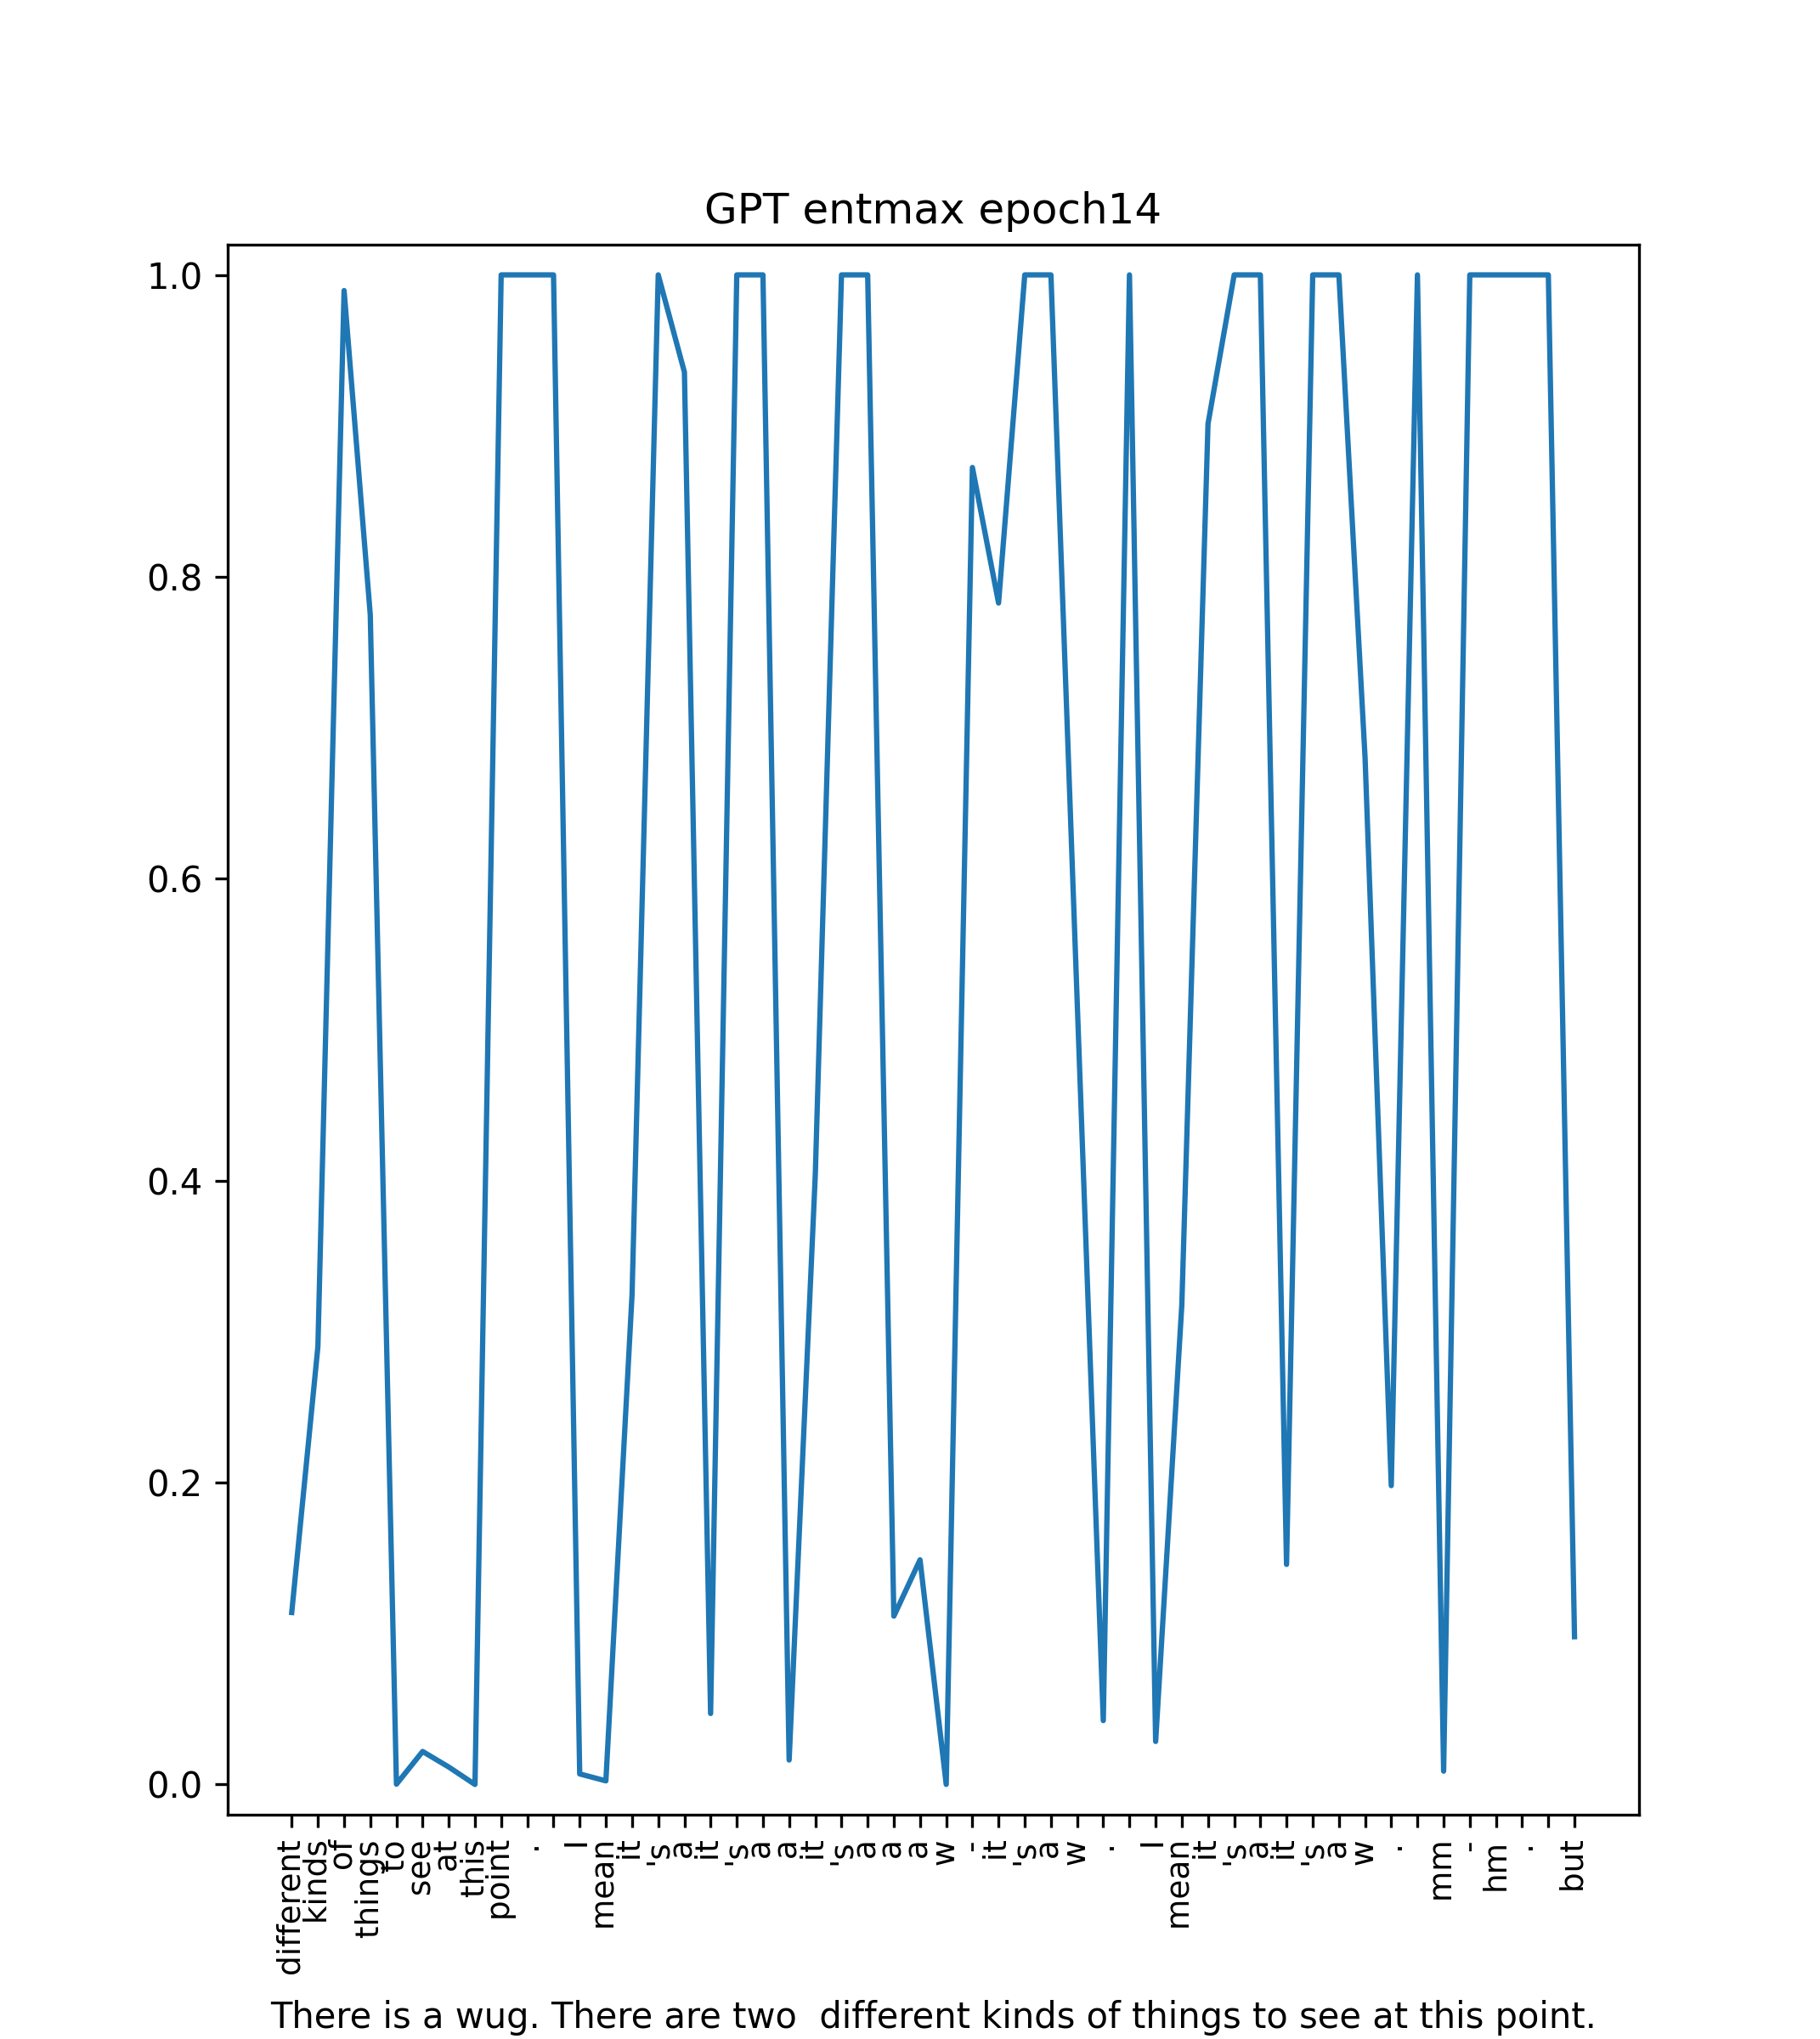 GPT entmax epoch14
1.0
0.8
0.6
0.4
0.2
0.0
different
kinds
of
things
to
see
at
this
point
.
I
mean
it
's
a
it
's
a
a
it
's
a
a
a
w
-
it
's
a
w
.
I
mean
it
's
a
it
's
a
w
.
mm
-
hm
.
but
There is a wug. There are two  different kinds of things to see at this point.